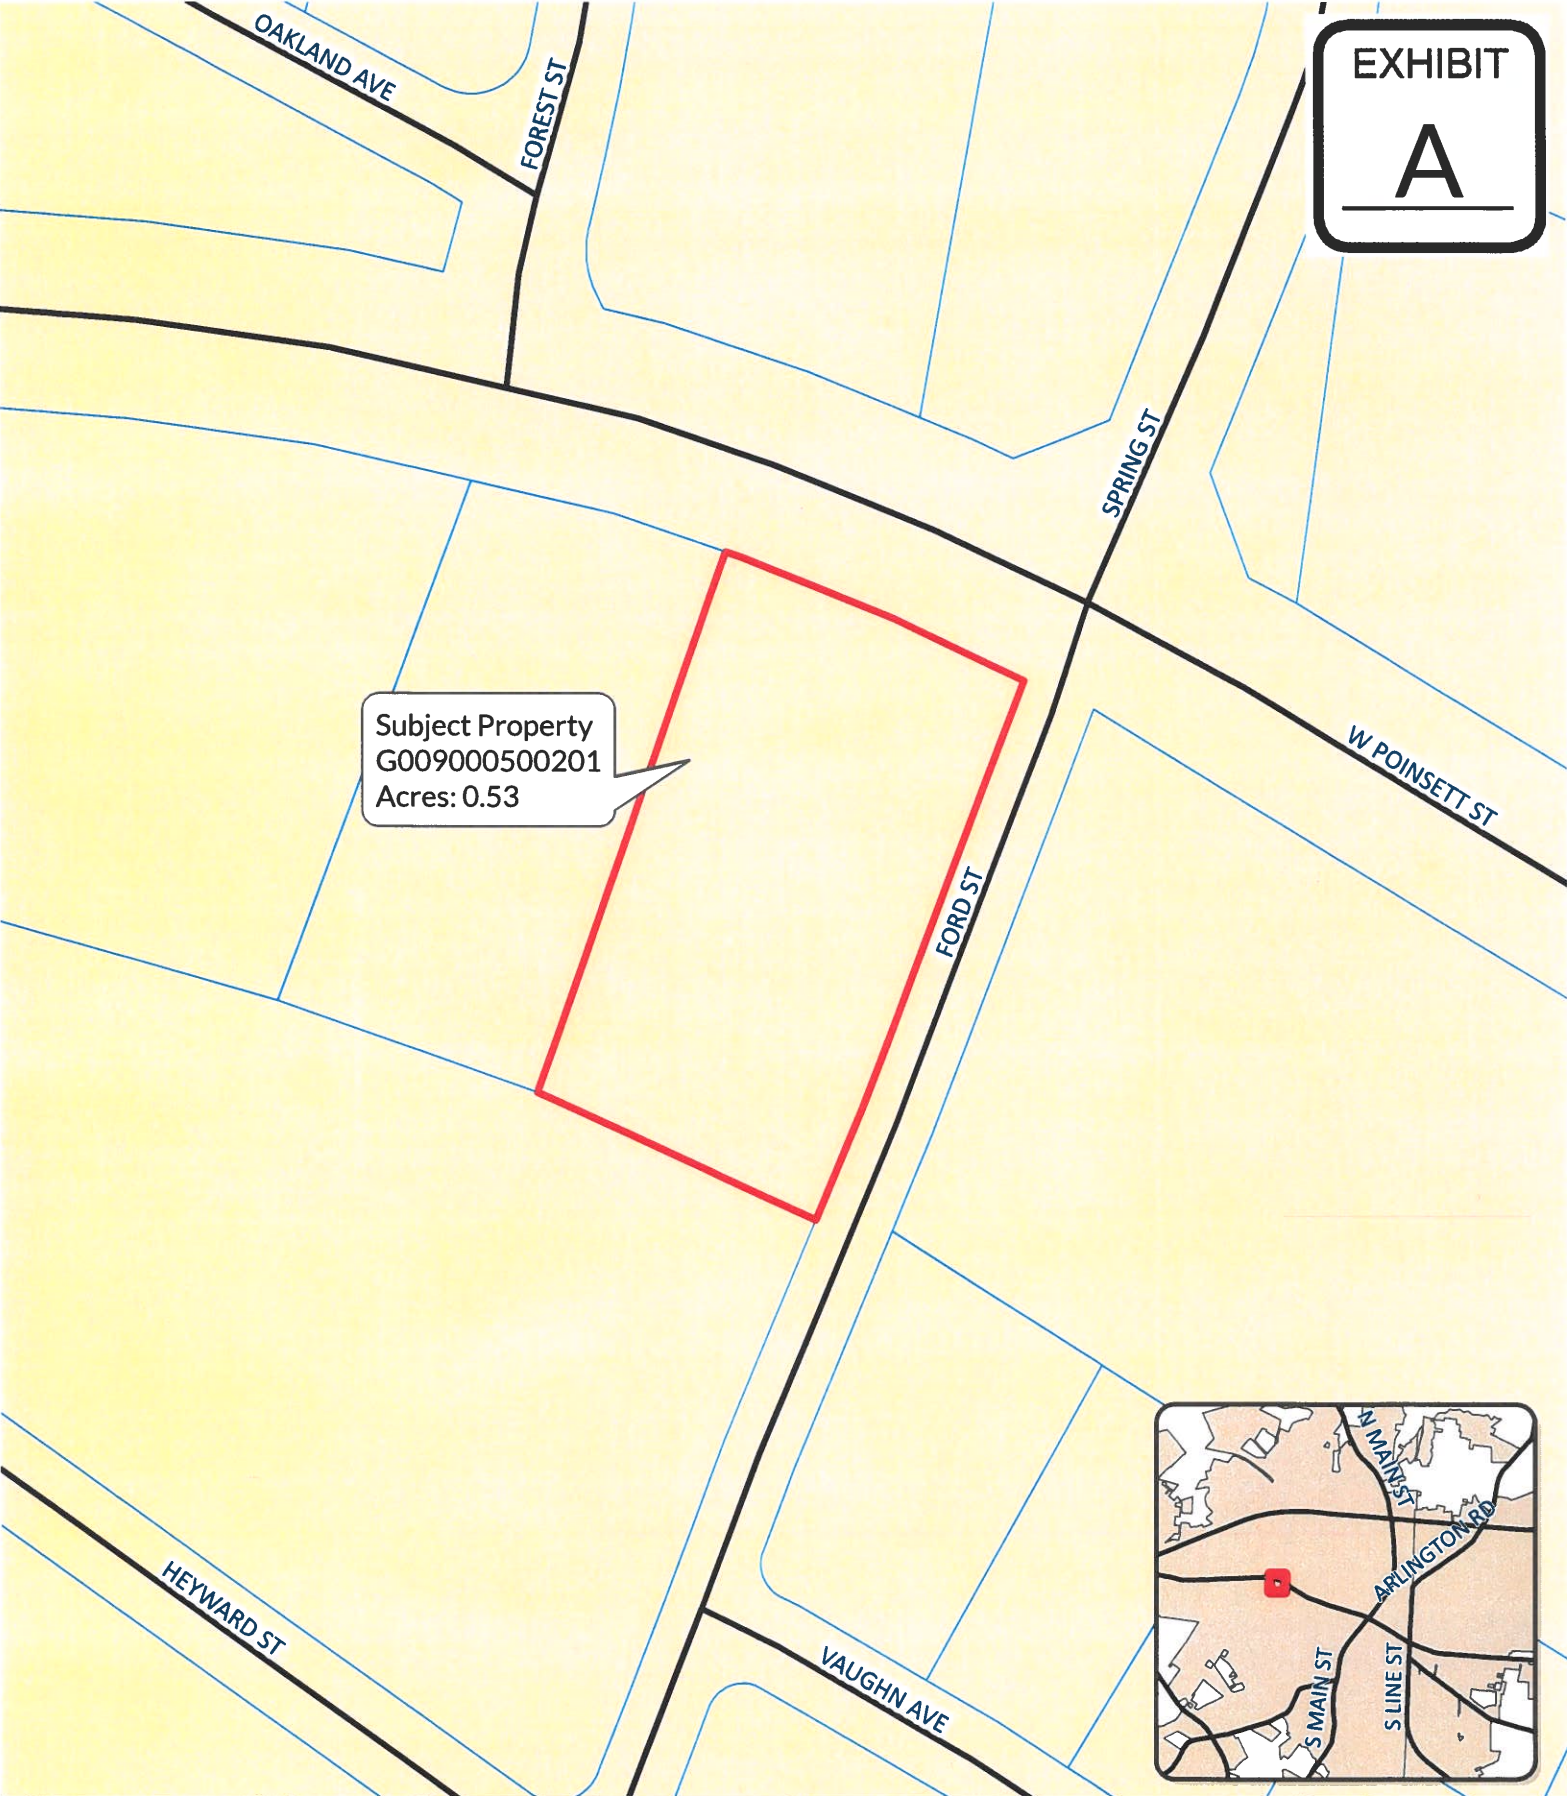 OAKLAND AVE
FOREST ST
EXHIBIT
A
SPRING ST
W POINSETT ST
Subject Property
G009000500201
Acres: 0.53
FORD ST
HEYWARD ST
VAUGHN AVE
N MAIN ST
ARLINGTON RD
S MAIN ST
S LINE ST